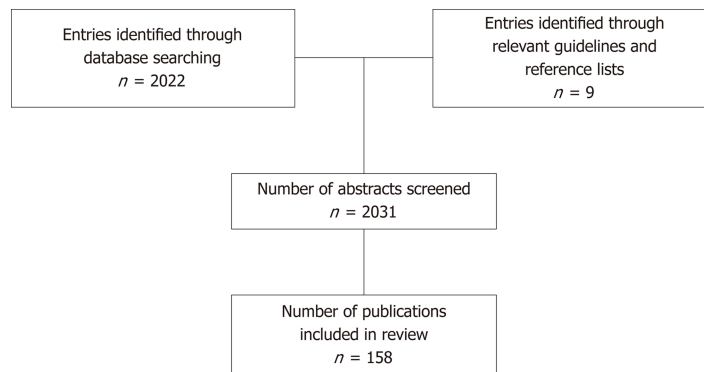 Entries identified through
database searching
n = 2022
Entries identified through
relevant guidelines and
reference lists
n = 9
Number of abstracts screened
n = 2031
Number of publications
included in review
n = 158